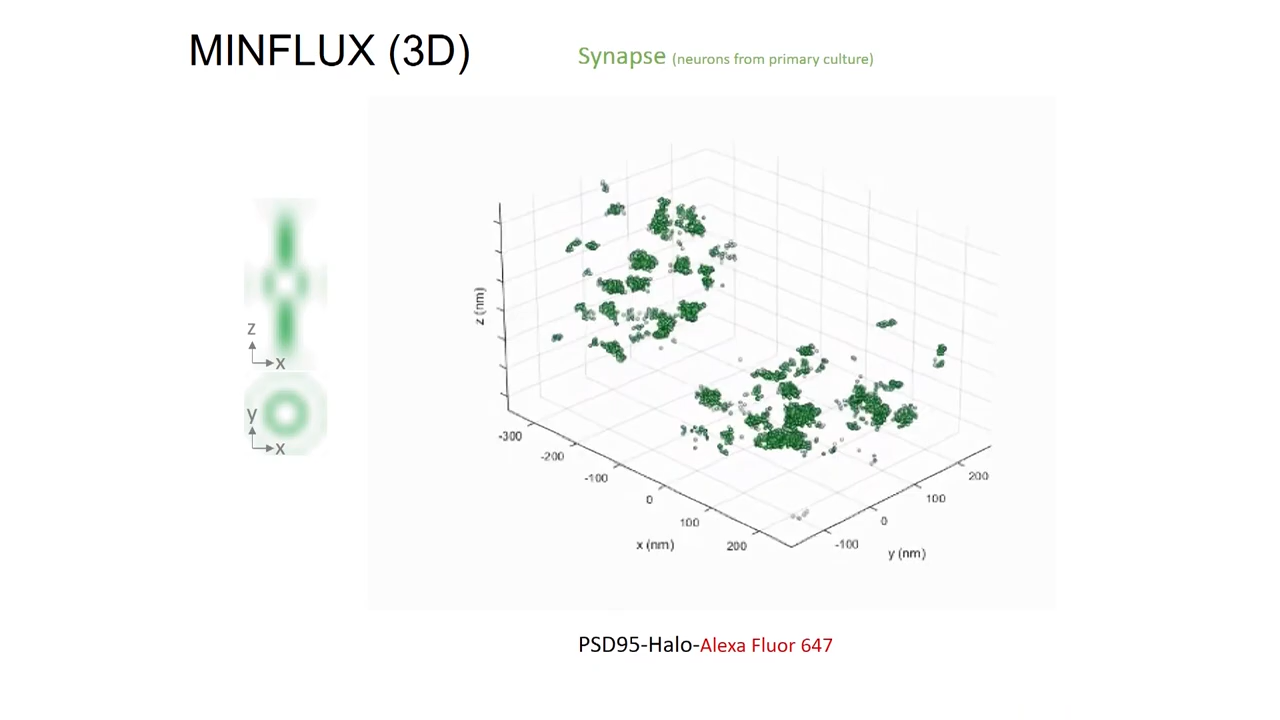 MINFLUX (3D)
Synapse (neurons from primary culture)
z
x
y
x
z (nm)
-300
-200
-100
0
100
200
x (nm)
-100
0
100
200
y (nm)
PSD95-Halo-Alexa Fluor 647